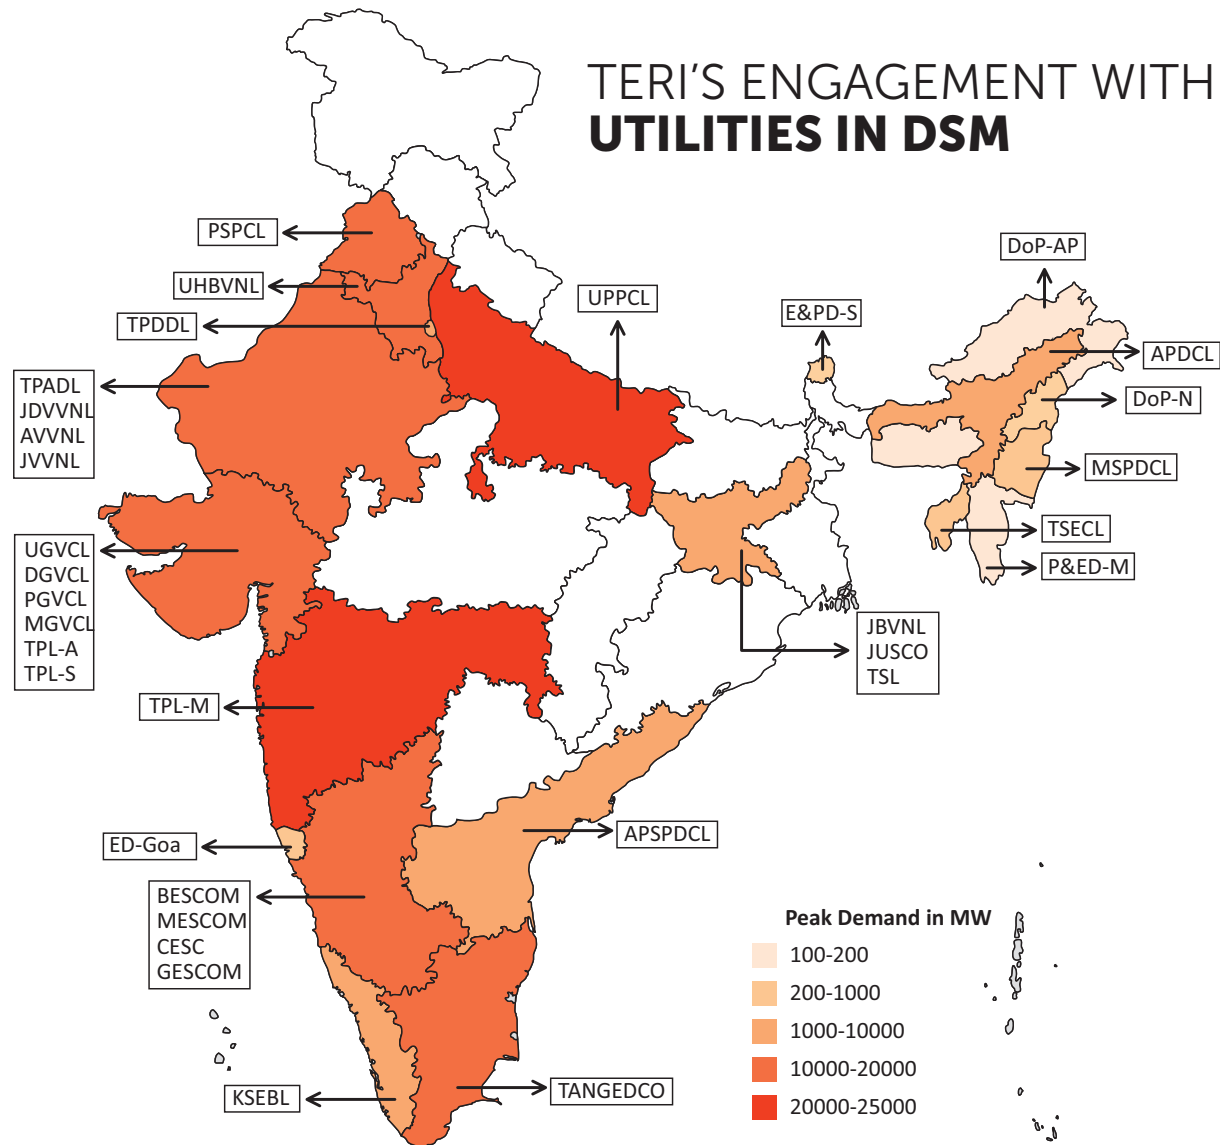 TERI'S ENGAGEMENT WITH
UTILITIES IN DSM
PSPCL
UHBVNL
TPDDL
TPADL
JDVVNL
AVVNL
JVVNL
UGVCL
DGVCL
PGVCL
MGVCL
TPL-A
TPL-S
TPL-M
ED-Goa
BESCOM
MESCOM
CESC
GESCOM
KSEBL
UPPCL
E&PD-S
DoP-AP
APDCL
DoP-N
MSPDCL
TSECL
P&ED-M
JBVNL
JUSCO
TSL
APSPDCL
TANGEDCO
Peak Demand in MW
100-200
200-1000
1000-10000
10000-20000
20000-25000